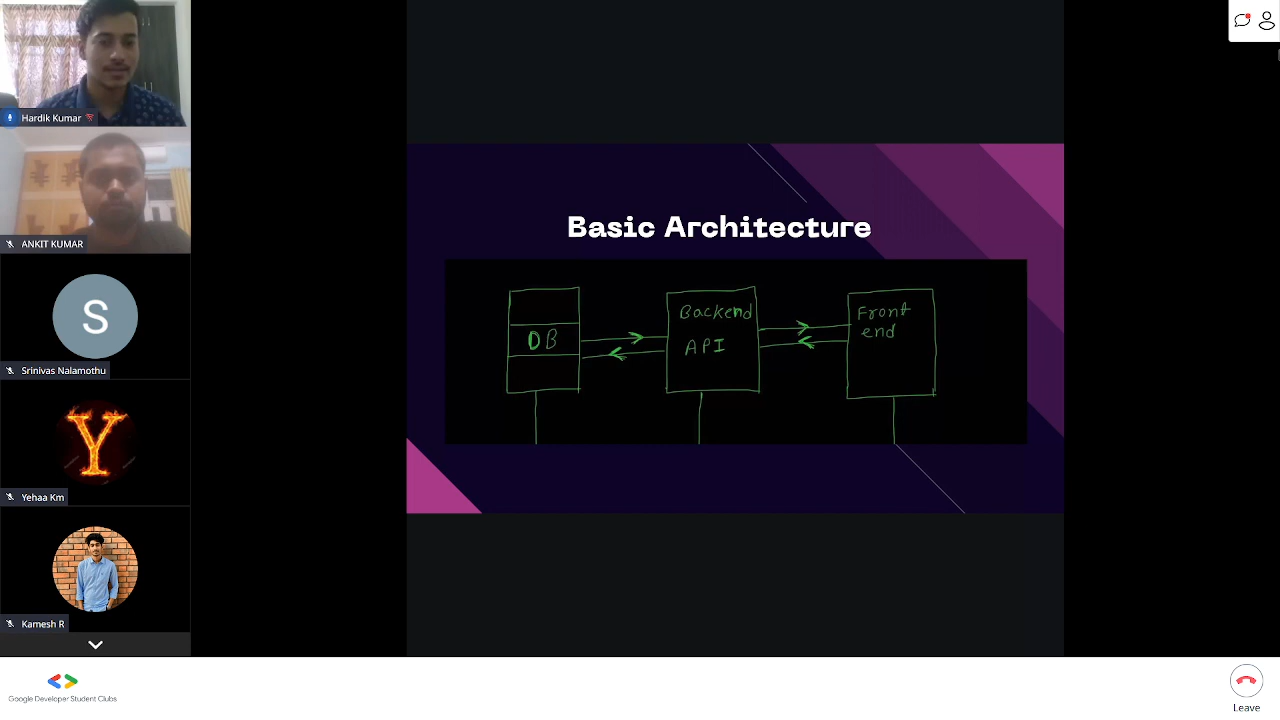 Hardik Kumar
ANKIT KUMAR
S
Srinivas Nalamothu
Y
Yehaa Km
Kamesh R
Basic Architecture
DB
Backend
API
Front
end
Google Developer Student Clubs
Leave